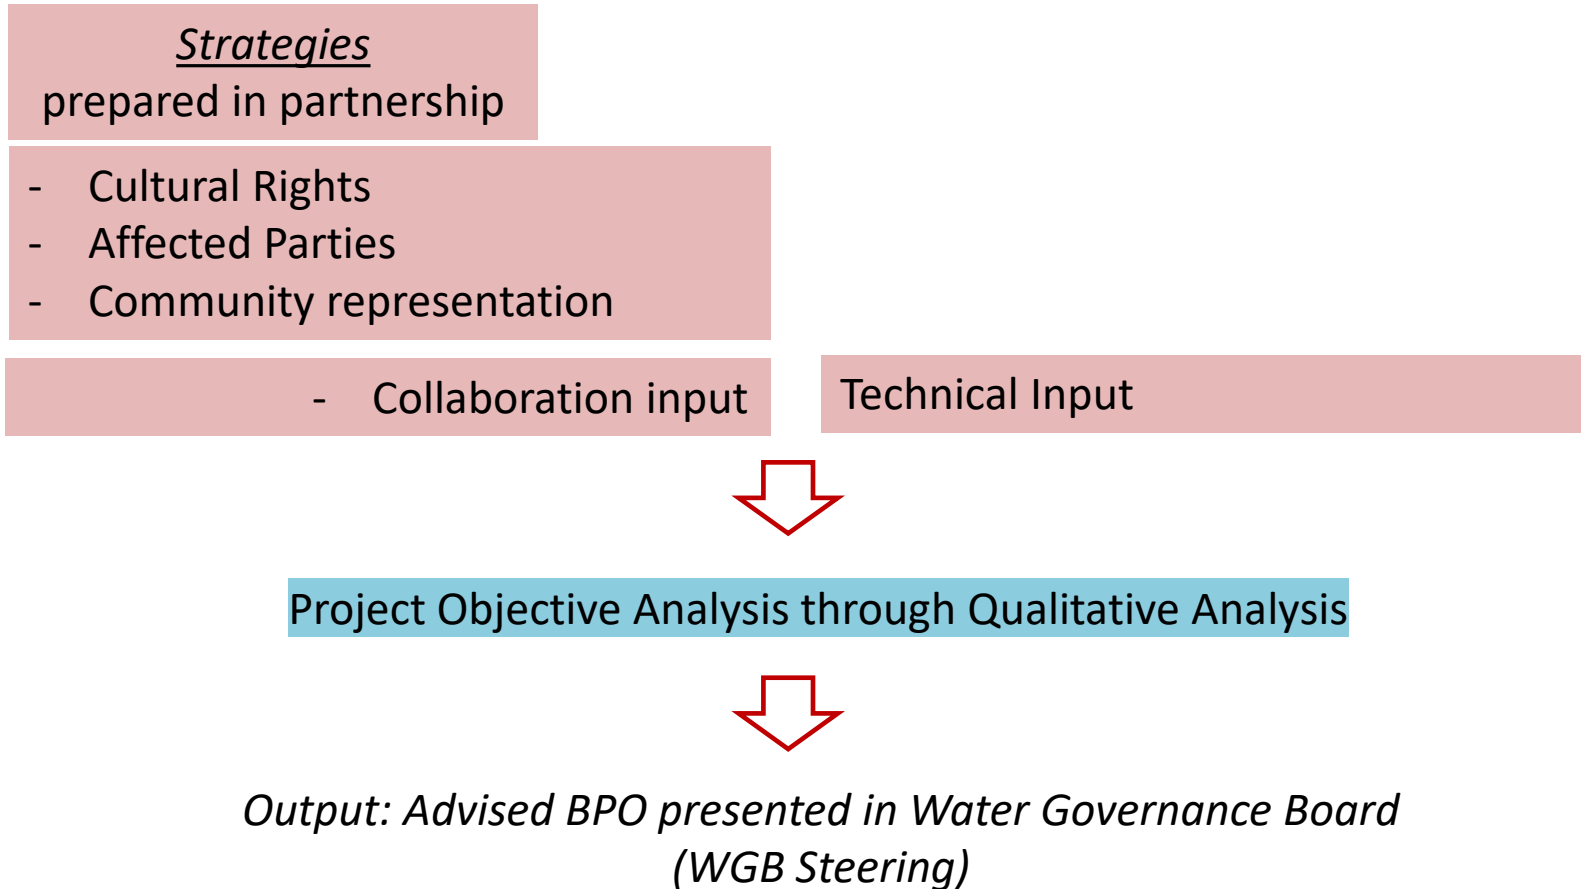 Strategies
prepared in partnership
- Cultural Rights
- Affected Parties
- Community representation
- Collaboration input
Technical Input
Project Objective Analysis through Qualitative Analysis
Output: Advised BPO presented in Water Governance Board
(WGB Steering)